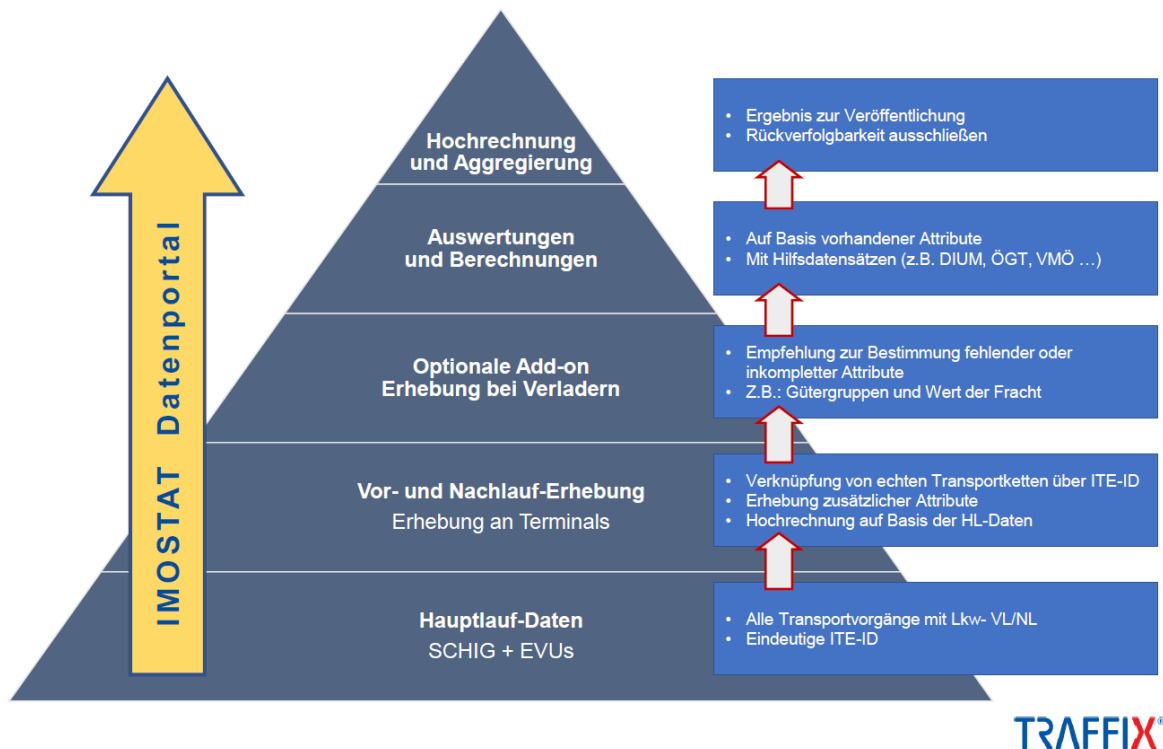 IMOSTAT Datenportal
Hochrechnung
und Aggregierung
Auswertungen
und Berechnungen
Optionale Add-on
Erhebung bei Verladern
Vor- und Nachlauf-Erhebung
Erhebung an Terminals
Hauptlauf-Daten
SCHIG + EVUs
• Ergebnis zur Veröffentlichung
• Rückverfolgbarkeit ausschließen
• Auf Basis vorhandener Attribute
• Mit Hilfsdatensätzen (z.B. DIUM, ÖGT, VMÖ …)
• Empfehlung zur Bestimmung fehlender oder
inkompletter Attribute
• Z.B.: Gütergruppen und Wert der Fracht
• Verknüpfung von echten Transportketten über ITE-ID
• Erhebung zusätzlicher Attribute
• Hochrechnung auf Basis der HL-Daten
• Alle Transportvorgänge mit Lkw- VL/NL
• Eindeutige ITE-ID
TRAFFIX®